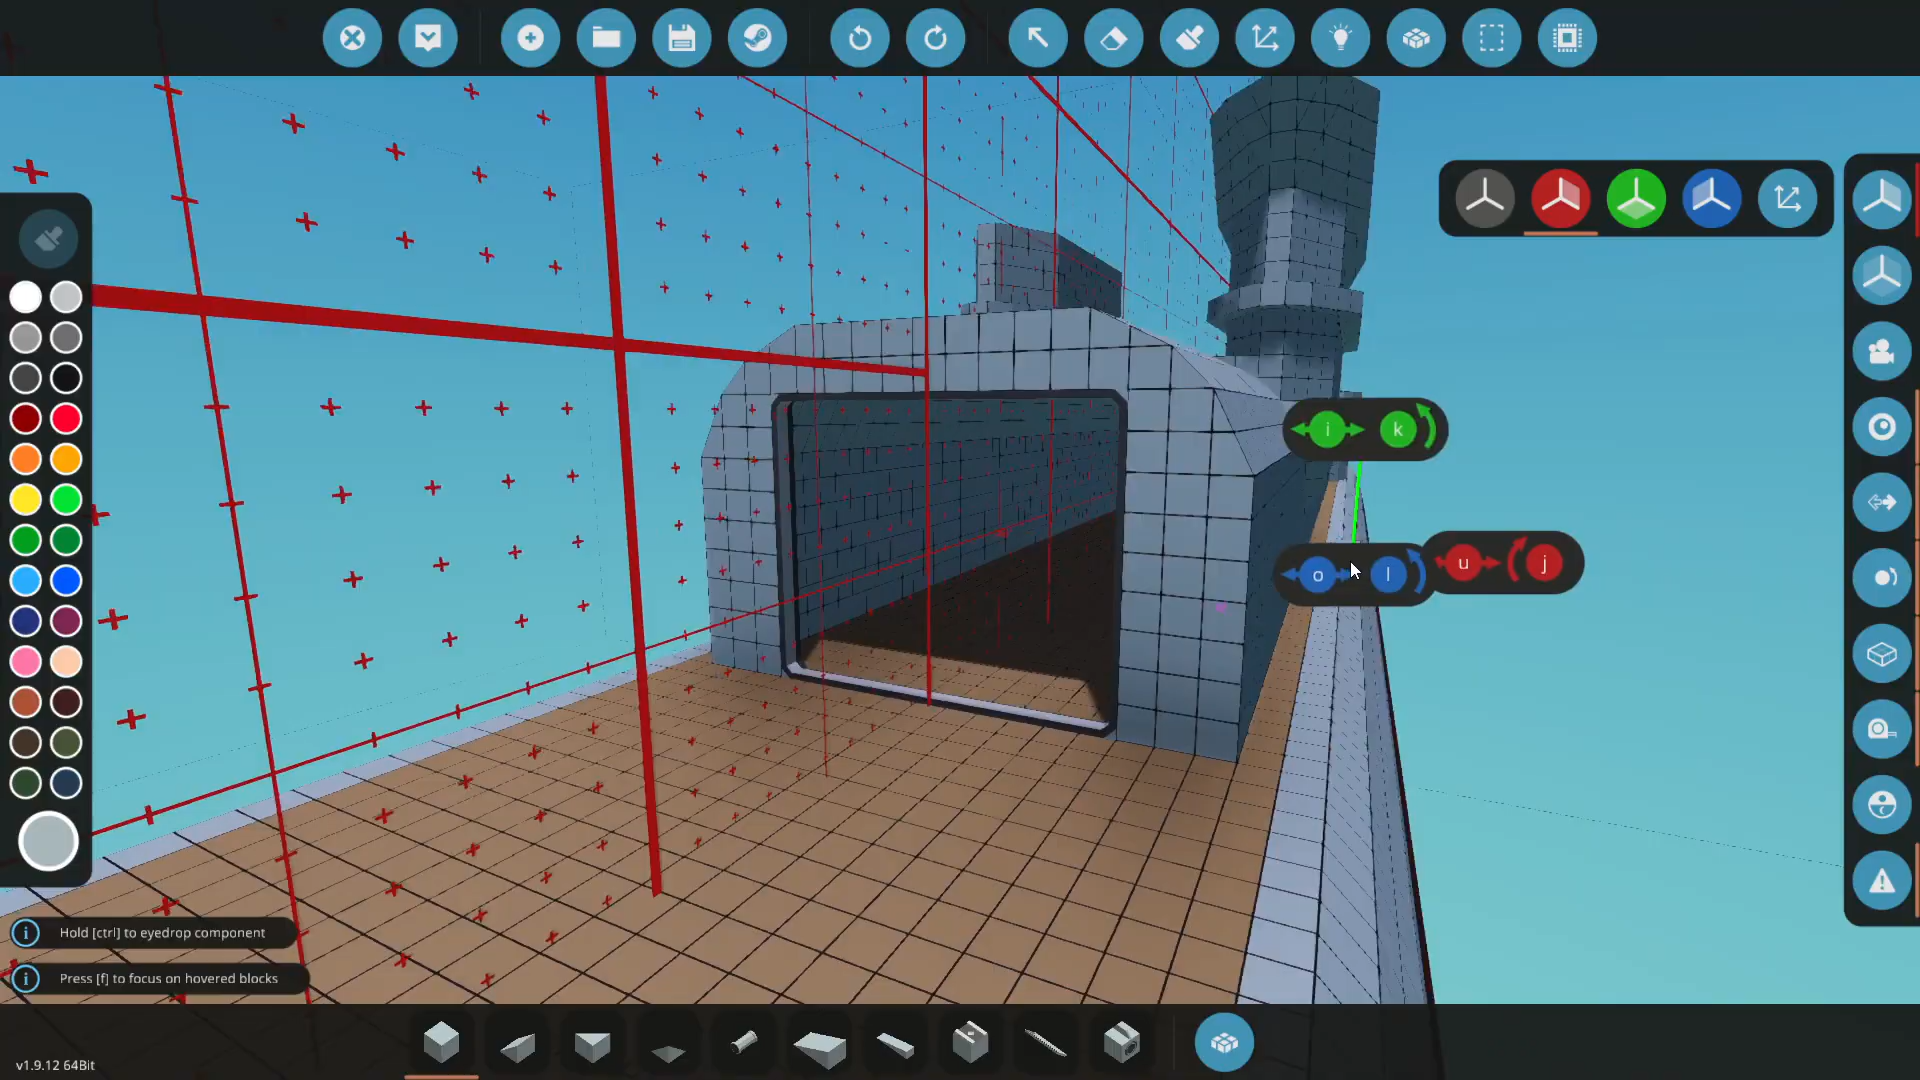 i k
o l u j
Hold [ctrl] to eyedrop component
Press [f] to focus on hovered blocks
v1.9.12 64Bit